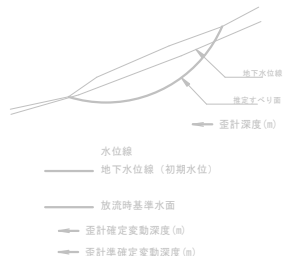 地下水位線
推定すべり面
歪計深度(m)
水位線
地下水位線（初期水位）
放流時基準水面
歪計確定変動深度(m)
歪計準確定変動深度(m)